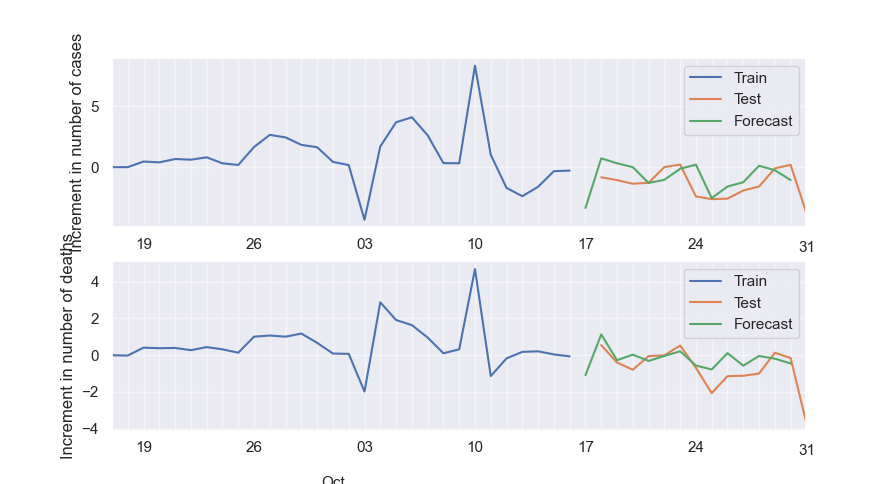 Increment in number of cases
5
0
Train
Test
Forecast
19
26
03
10
17
24
31
Increment in number of deaths
4
2
0
−2
−4
Train
Test
Forecast
19
26
03
10
17
24
31
Oct